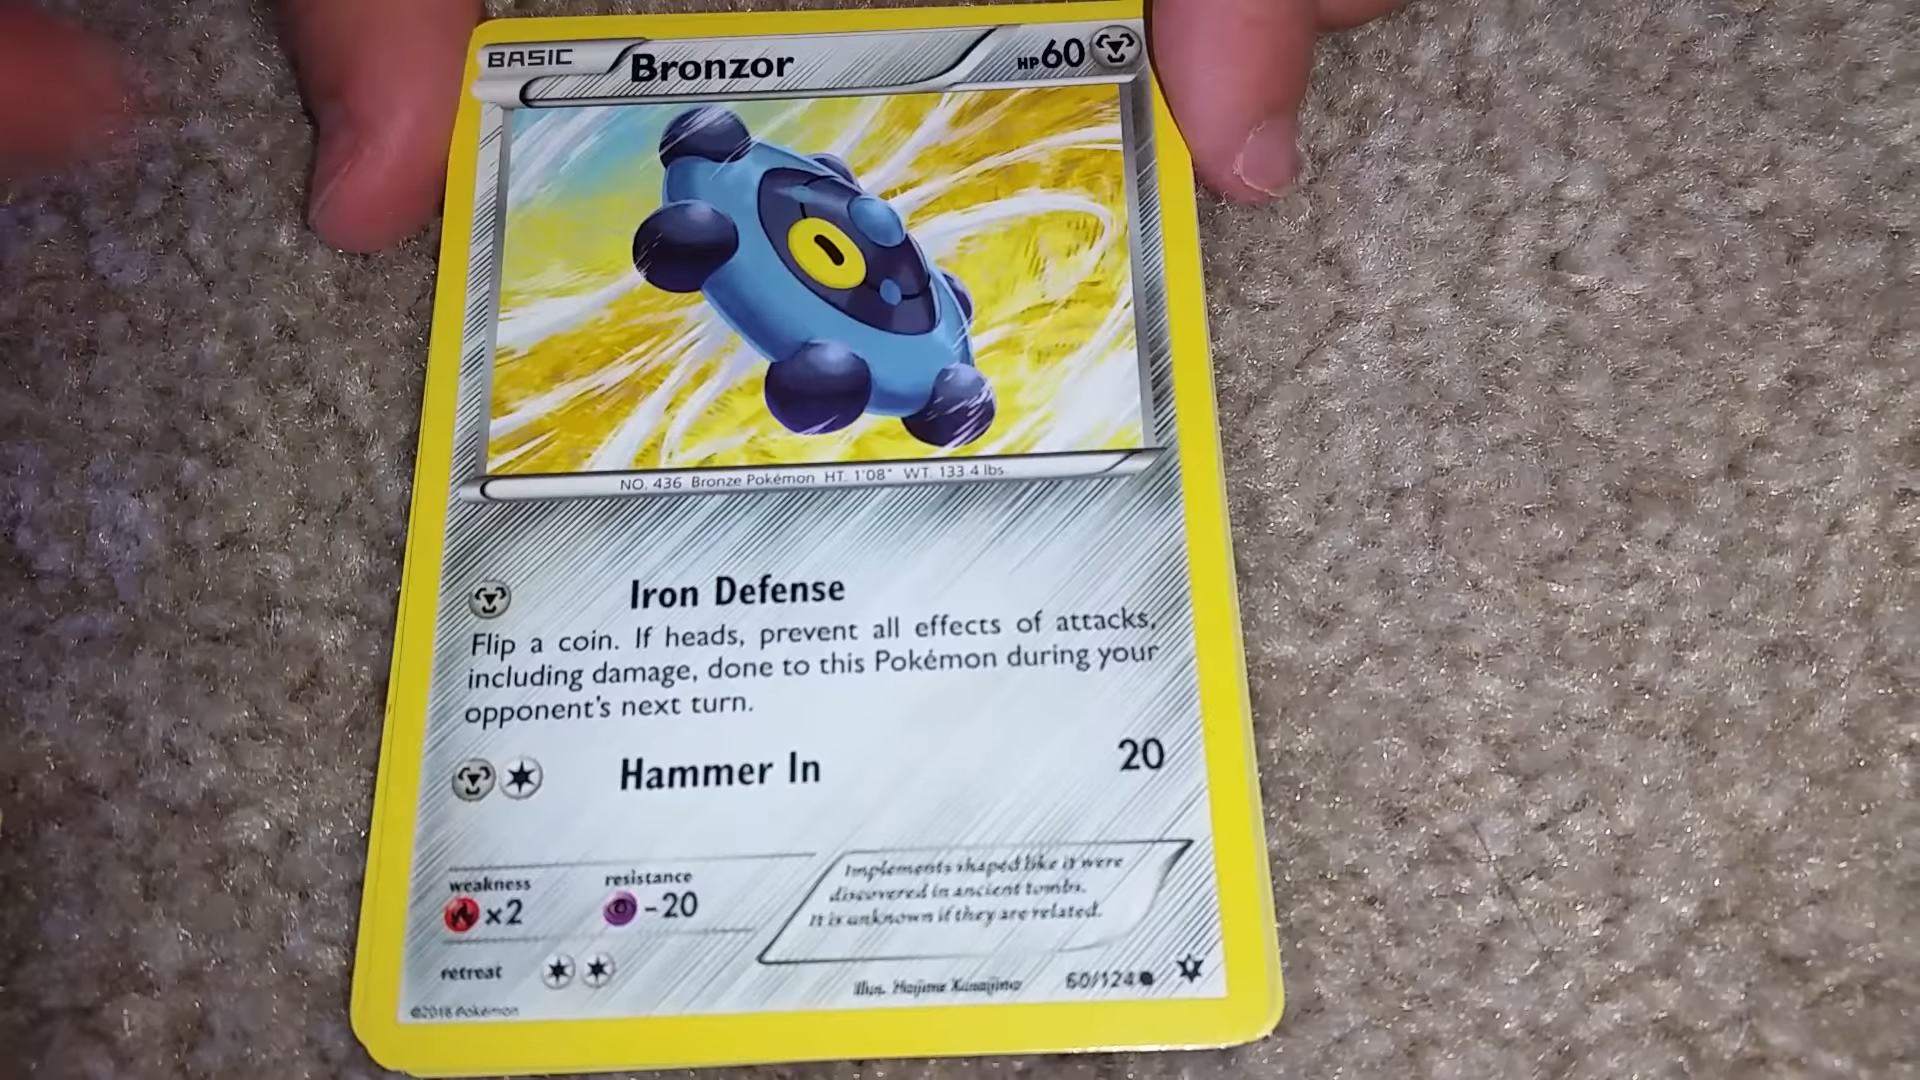 BASIC Bronzor HP60
NO. 436 Bronze Pokémon HT. 1'08" WT. 133.4 lbs.
Iron Defense
Flip a coin. If heads, prevent all effects of attacks,
including damage, done to this Pokémon during your
opponent's next turn.
Hammer In 20
weakness resistance
x2 -20
Implements shaped like it were
discovered in ancient tombs.
It is unknown if they are related.
retreat
Illus. Hajime Kusajima 60/124
©2016 Pokémon